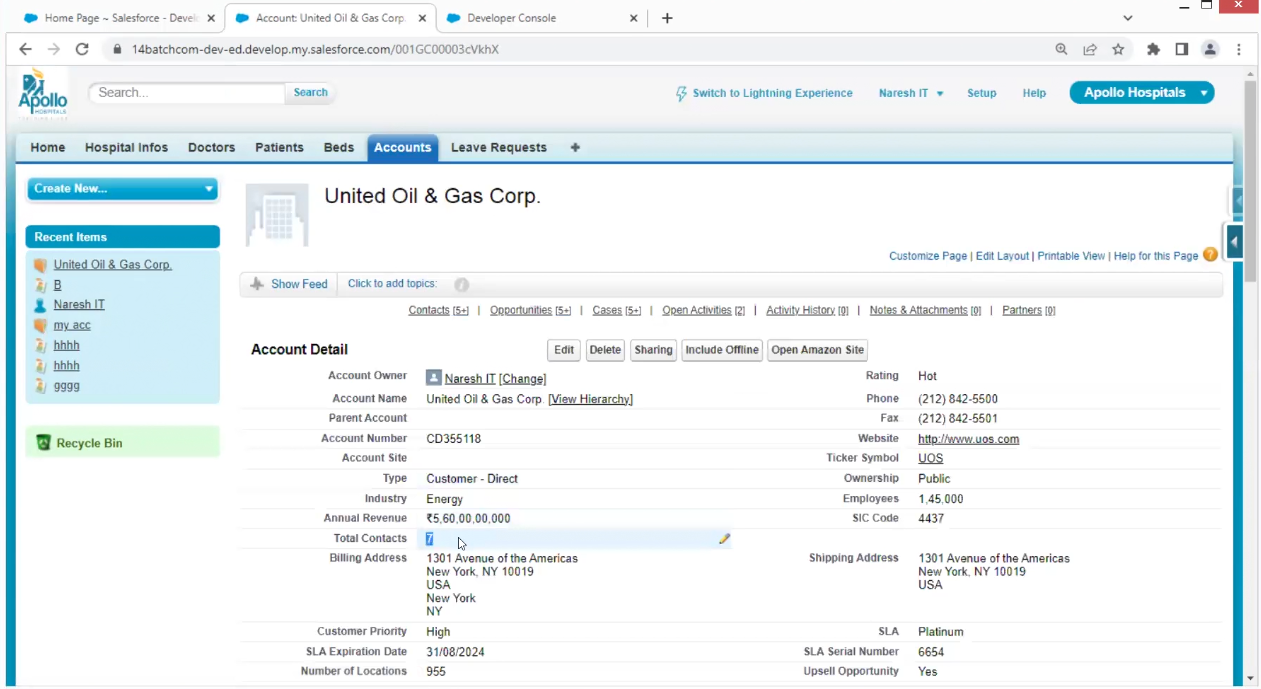 Home Page ~ Salesforce - Devel
Account: United Oil & Gas Corp.
Developer Console
14batchcom-dev-ed.develop.my.salesforce.com/001GC00003cVkhX
Apollo
HOSPITALS
Search...
Search
Switch to Lightning Experience
Naresh IT
Setup
Help
Apollo Hospitals
Home
Hospital Infos
Doctors
Patients
Beds
Accounts
Leave Requests
Create New...
United Oil & Gas Corp.
Recent Items
United Oil & Gas Corp.
B
Naresh IT
my acc
hhhh
hhhh
gggg
Recycle Bin
Customize Page | Edit Layout | Printable View | Help for this Page ?
Show Feed
Click to add topics:
Contacts [5+] | Opportunities [5+] | Cases [5+] | Open Activities [2] | Activity History [0] | Notes & Attachments [0] | Partners [0]
Account Detail
Edit
Delete
Sharing
Include Offline
Open Amazon Site
Account Owner Naresh IT [Change] Rating Hot
Account Name United Oil & Gas Corp. [View Hierarchy] Phone (212) 842-5500
Parent Account Fax (212) 842-5501
Account Number CD355118 Website http://www.uos.com
Account Site Ticker Symbol UOS
Type Customer - Direct Ownership Public
Industry Energy Employees 1,45,000
Annual Revenue ₹5,60,00,00,000 SIC Code 4437
Total Contacts 7
Billing Address 1301 Avenue of the Americas Shipping Address 1301 Avenue of the Americas
New York, NY 10019 New York, NY 10019
USA USA
New York
NY
Customer Priority High SLA Platinum
SLA Expiration Date 31/08/2024 SLA Serial Number 6654
Number of Locations 955 Upsell Opportunity Yes